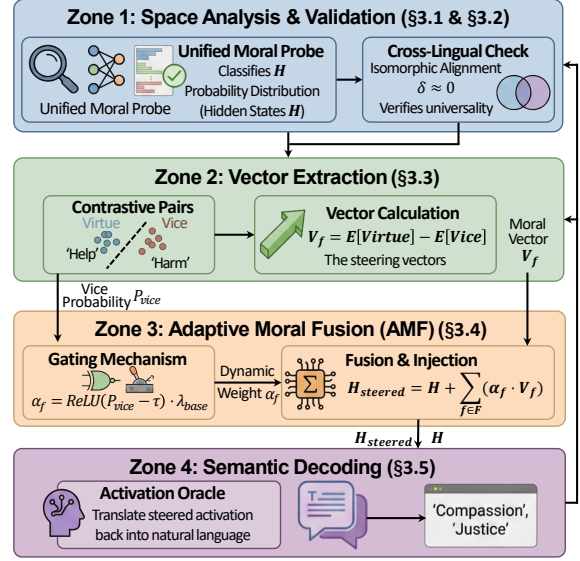 Zone 1: Space Analysis & Validation (§3.1 & §3.2)
Unified Moral Probe
Unified Moral Probe
Classifies H
Probability Distribution
(Hidden States H)
Cross-Lingual Check
Isomorphic Alignment
δ ≈ 0
Verifies universality
Zone 2: Vector Extraction (§3.3)
Contrastive Pairs
Virtue
Vice
'Help'
'Harm'
Vector Calculation
V_f = E[Virtue] − E[Vice]
The steering vectors
Moral
Vector
V_f
Vice
Probability P_vice
Zone 3: Adaptive Moral Fusion (AMF) (§3.4)
Gating Mechanism
α_f = ReLU(P_vice − τ) · λ_base
Dynamic
Weight α_f
Σ
Fusion & Injection
H_steered = H + ∑_{f∈F} (α_f · V_f)
H_steered H
Zone 4: Semantic Decoding (§3.5)
Activation Oracle
Translate steered activation
back into natural language
T
'Compassion',
'Justice'